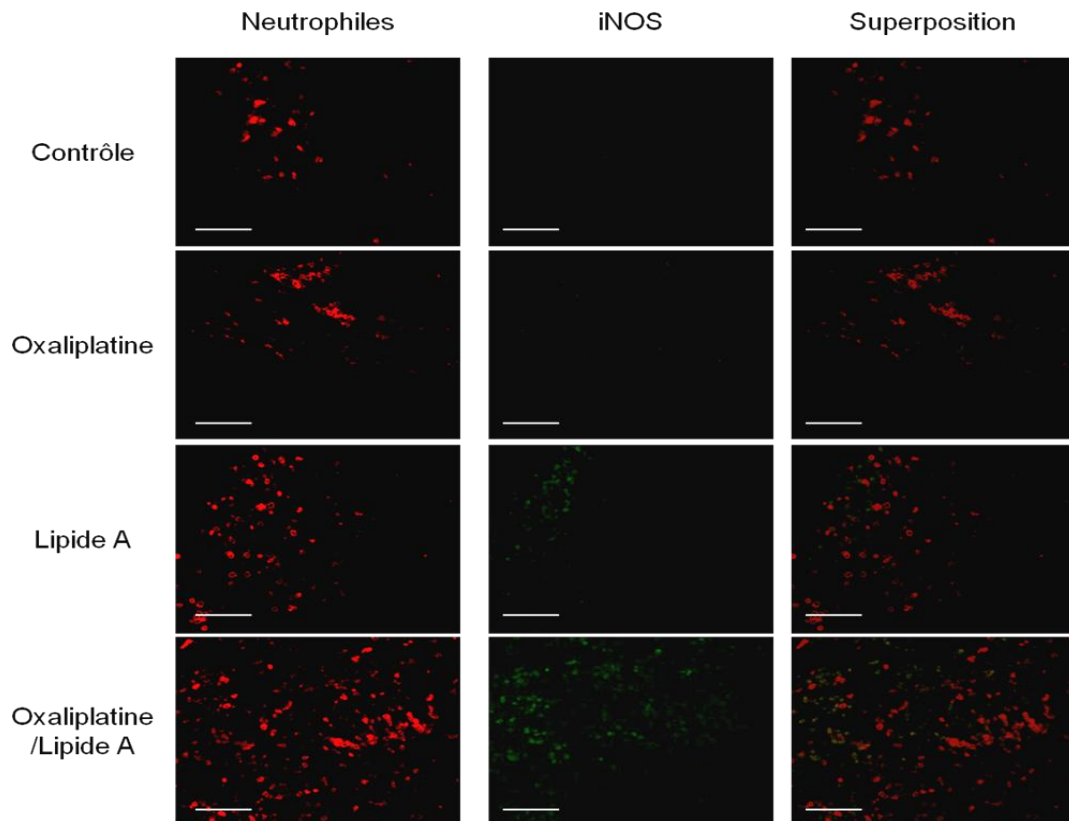 Neutrophiles iNOS Superposition
Contrôle
Oxaliplatine
Lipide A
Oxaliplatine
/Lipide A